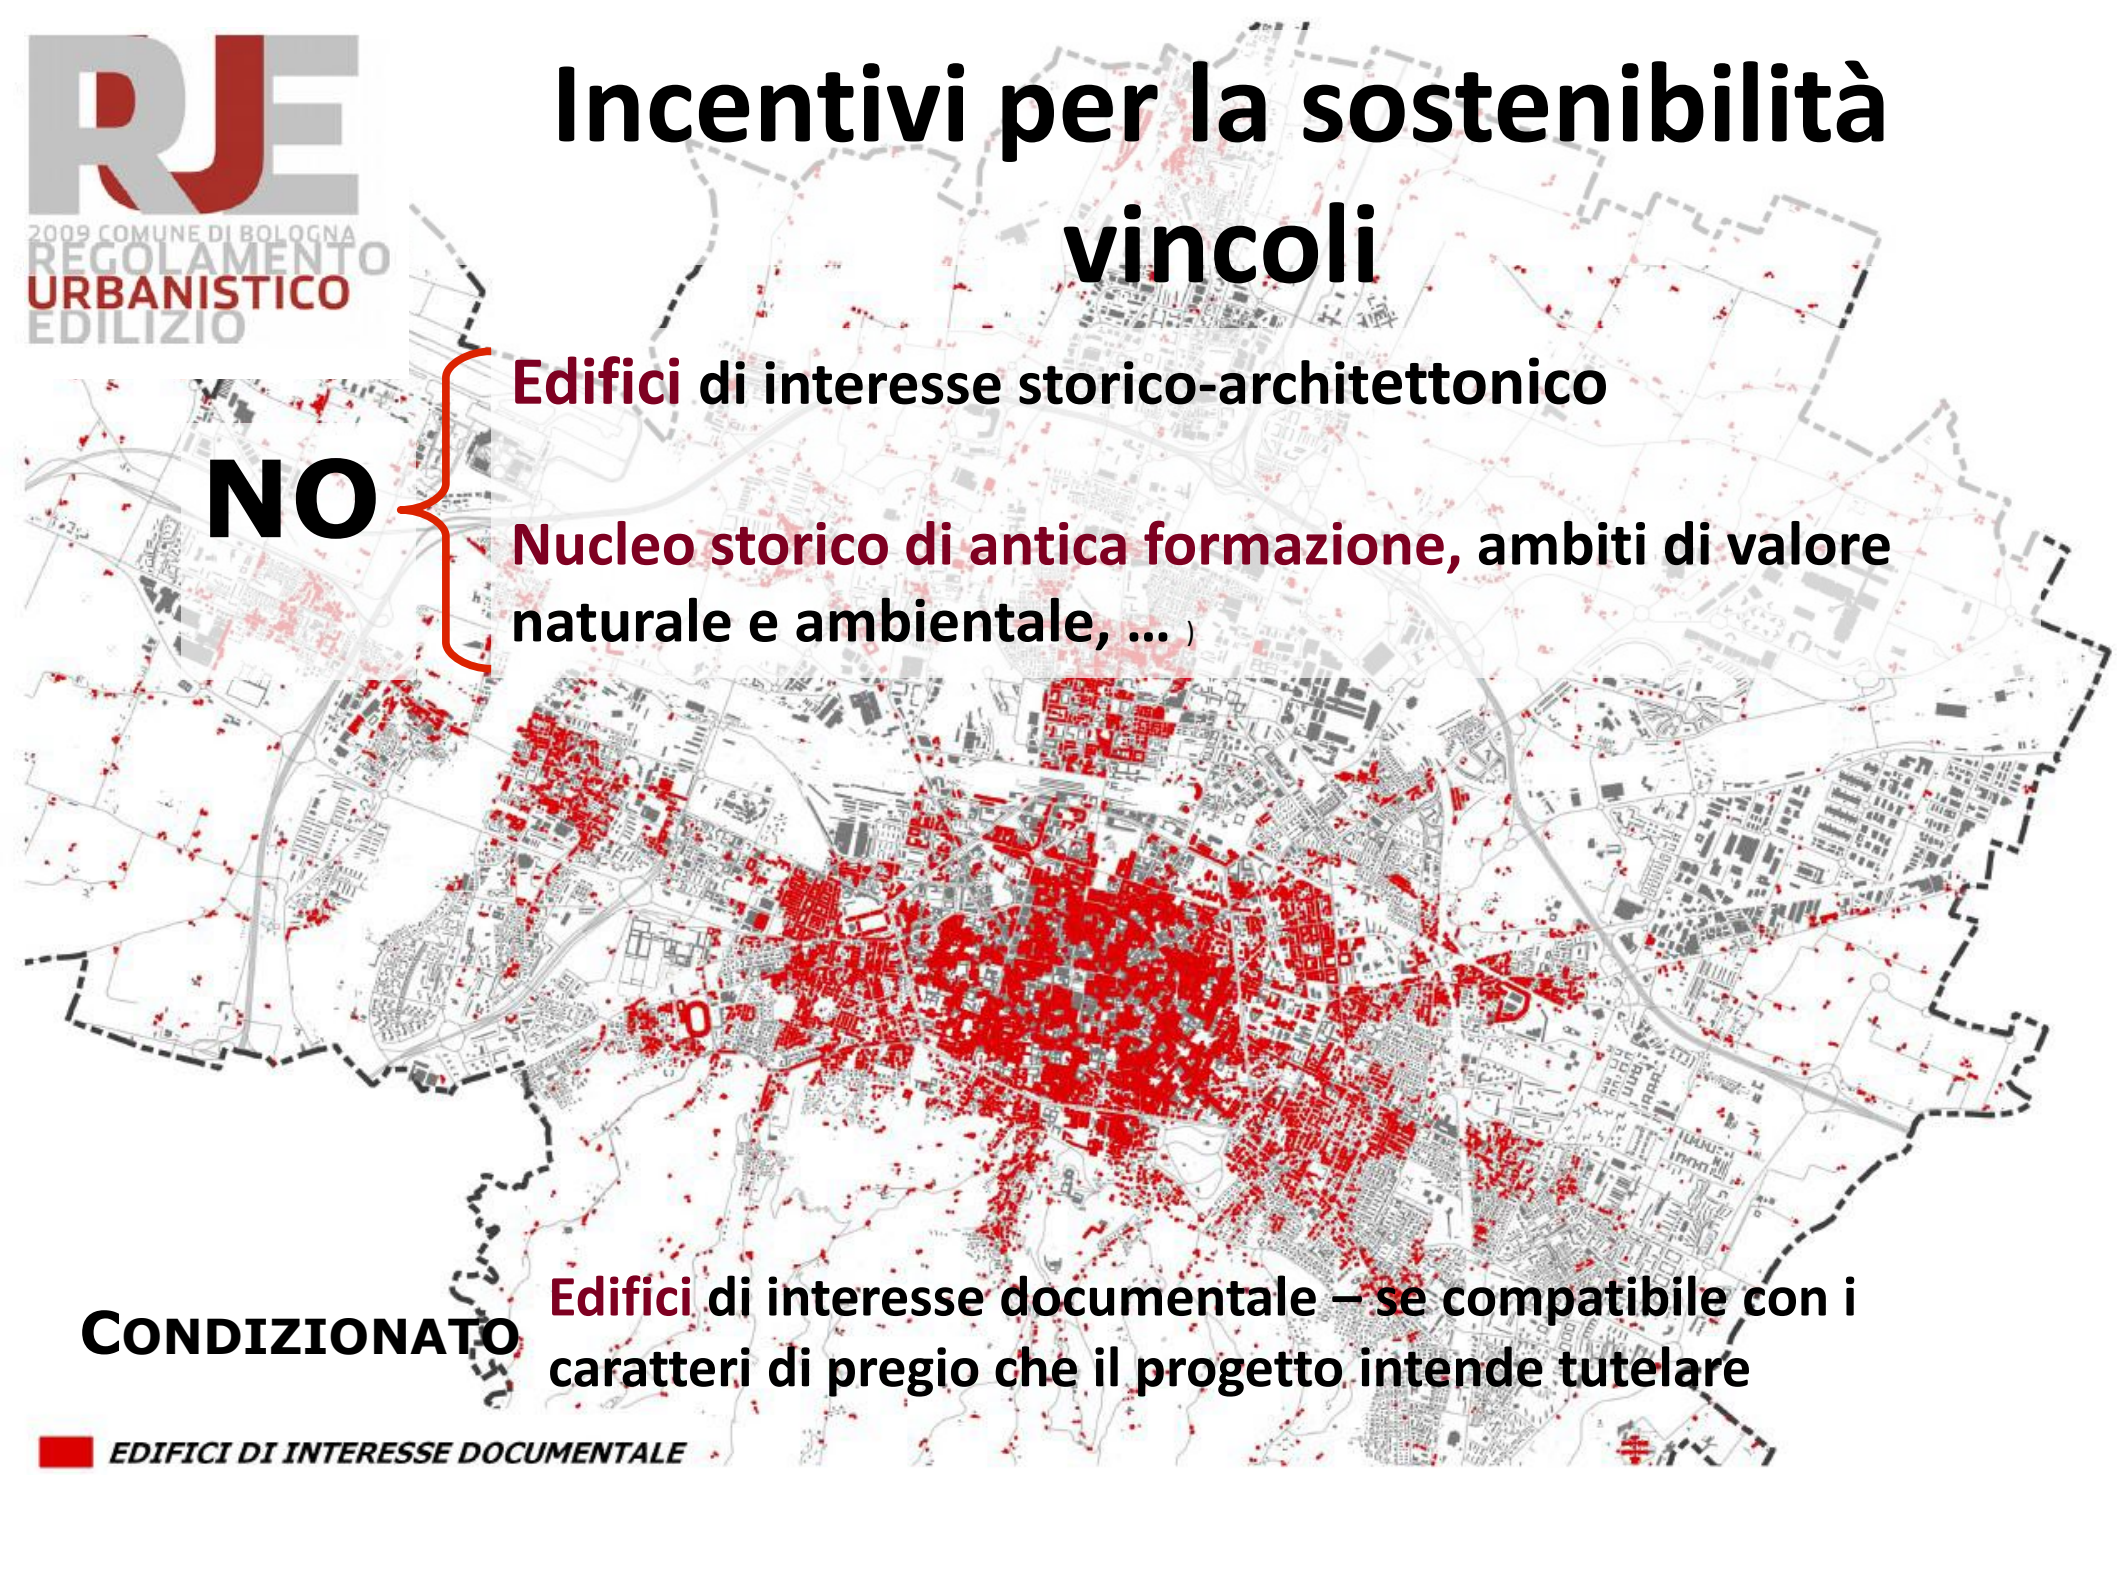 RUE
2009 COMUNE DI BOLOGNA
REGOLAMENTO
URBANISTICO
EDILIZIO
Incentivi per la sostenibilità
vincoli
NO
Edifici di interesse storico-architettonico
Nucleo storico di antica formazione, ambiti di valore
naturale e ambientale, ... )
CONDIZIONATO
Edifici di interesse documentale – se compatibile con i
caratteri di pregio che il progetto intende tutelare
EDIFICI DI INTERESSE DOCUMENTALE